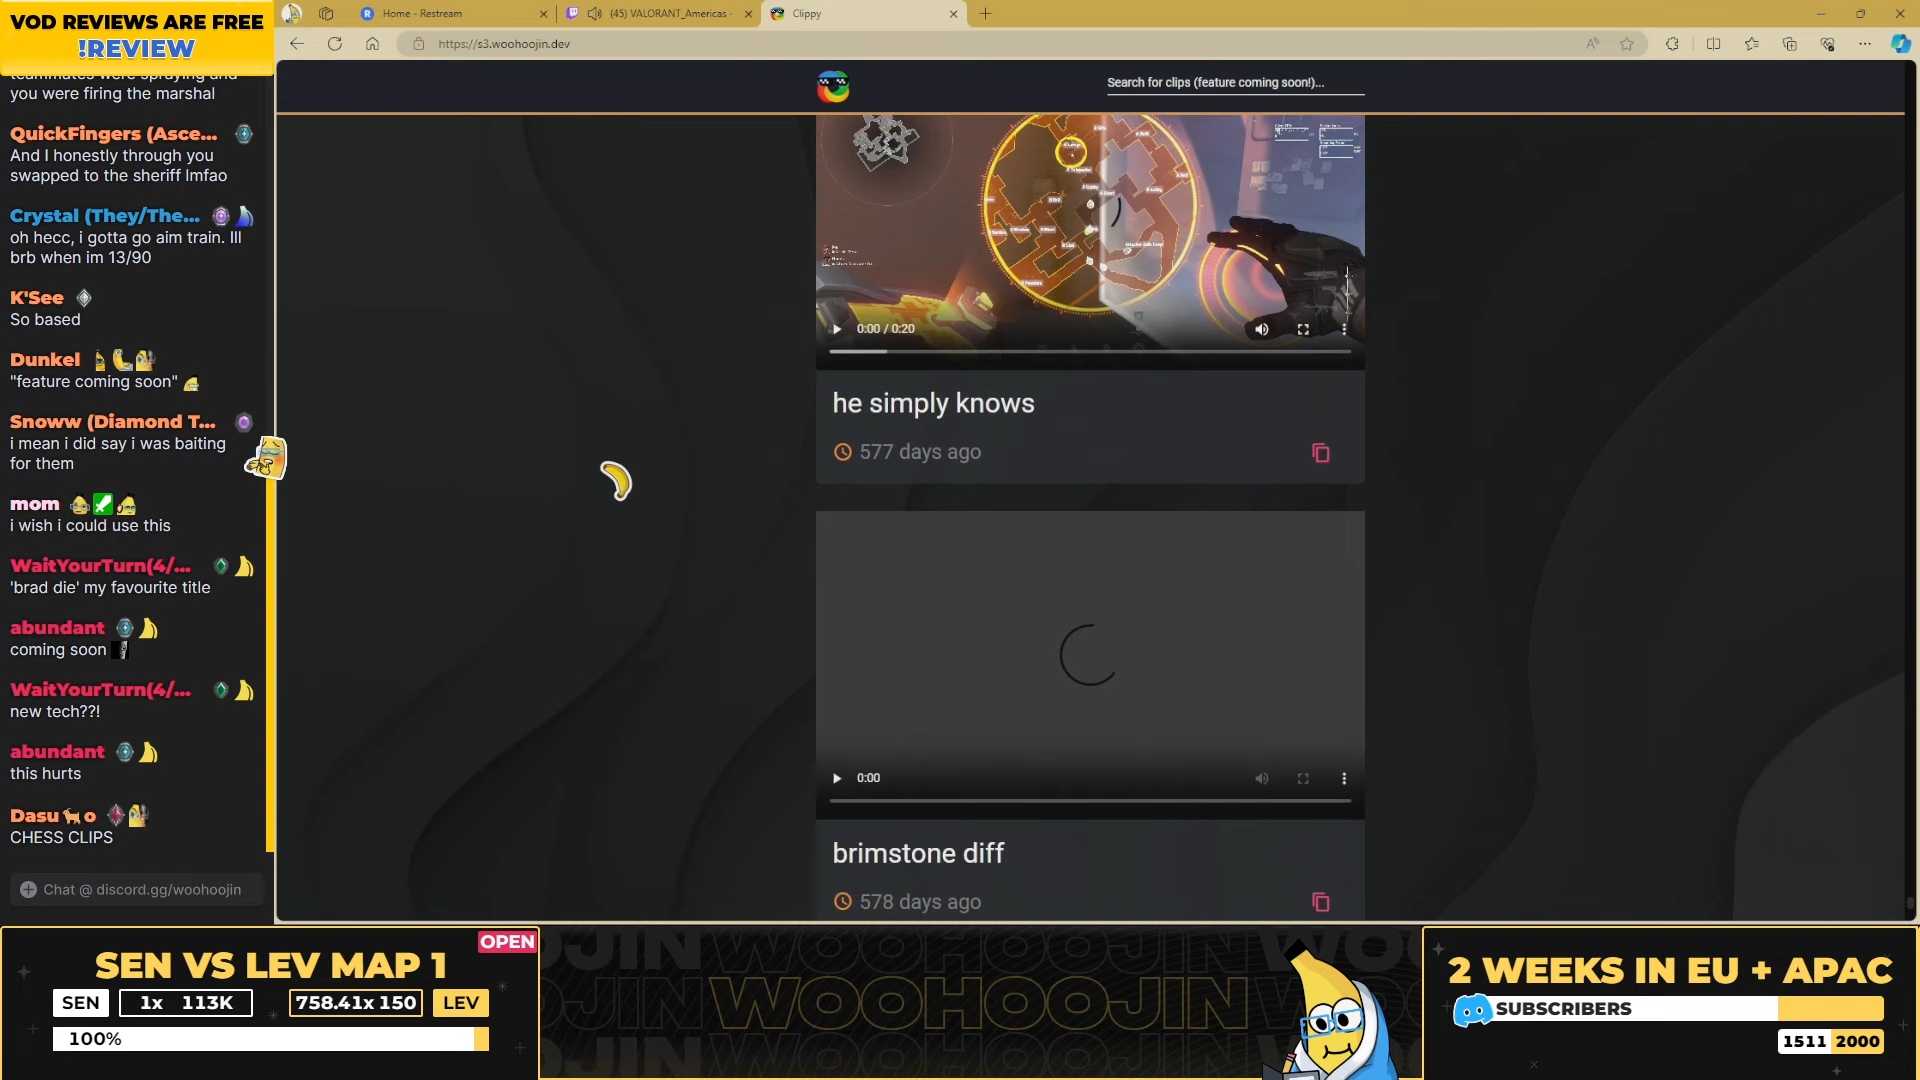 VOD REVIEWS ARE FREE
!REVIEW
Home - Restream
(45) VALORANT_Americas -
Clippy
https://s3.woohoojin.dev
Search for clips (feature coming soon!)...
teammates were spraying and
you were firing the marshal
QuickFingers (Asce...
And I honestly through you
swapped to the sheriff lmfao
Crystal (They/The...
oh hecc, i gotta go aim train. Ill
brb when im 13/90
K'See
So based
Dunkel
"feature coming soon"
Snoww (Diamond T...
i mean i did say i was baiting
for them
mom
i wish i could use this
WaitYourTurn(4/...
'brad die' my favourite title
abundant
coming soon
WaitYourTurn(4/...
new tech??!
abundant
this hurts
Dasu o
CHESS CLIPS
Chat @ discord.gg/woohoojin
0:00 / 0:20
he simply knows
577 days ago
0:00
brimstone diff
578 days ago
OPEN
SEN VS LEV MAP 1
SEN
1x 113K
758.41x 150
LEV
100%
WOOHOOJIN
2 WEEKS IN EU + APAC
SUBSCRIBERS
1511 2000